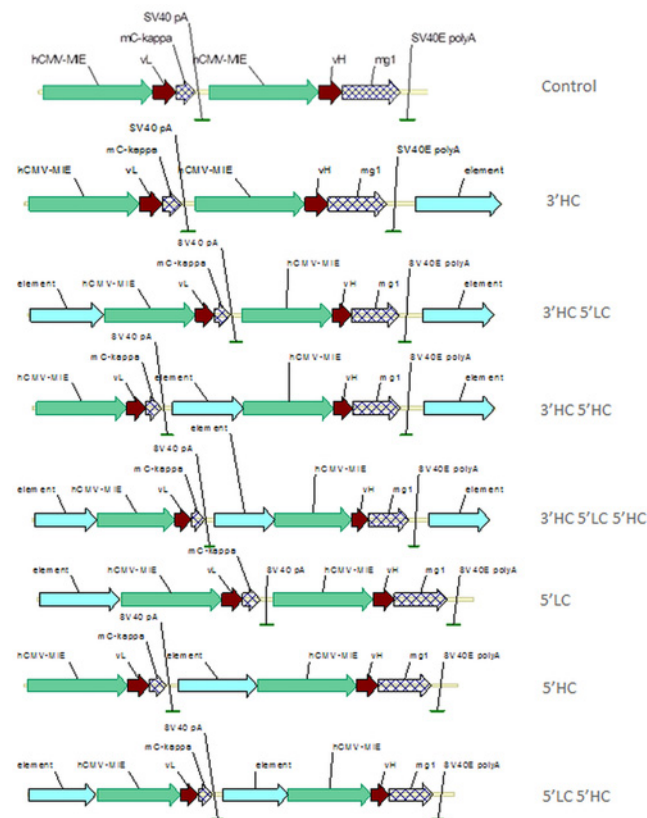 SV40 pA
mC-kappa
SV40E polyA
hCMV-MIE vL hCMV-MIE vH mg1
Control
SV40 pA
mC-kappa
SV40E polyA
hCMV-MIE vL hCMV-MIE vH mg1 element
3'HC
SV40 pA
mC-kappa hCMV-MIE SV40E polyA
element hCMV-MIE vL vH mg1 element
3'HC 5'LC
SV40 pA
mC-kappa hCMV-MIE SV40E polyA
hCMV-MIE vL element vH mg1 element
3'HC 5'HC
element
SV40 pA
mC-kappa hCMV-MIE SV40E polyA
element hCMV-MIE vL vH mg1 element
3'HC 5'LC 5'HC
mC-kappa
element hCMV-MIE vL SV40 pA hCMV-MIE vH mg1 SV40E polyA
5'LC
SV40 pA
mC-kappa
hCMV-MIE vL element hCMV-MIE vH mg1 SV40E polyA
5'HC
SV40 pA
mC-kappa hCMV-MIE
element hCMV-MIE vL element vH mg1 SV40E polyA
5'LC 5'HC